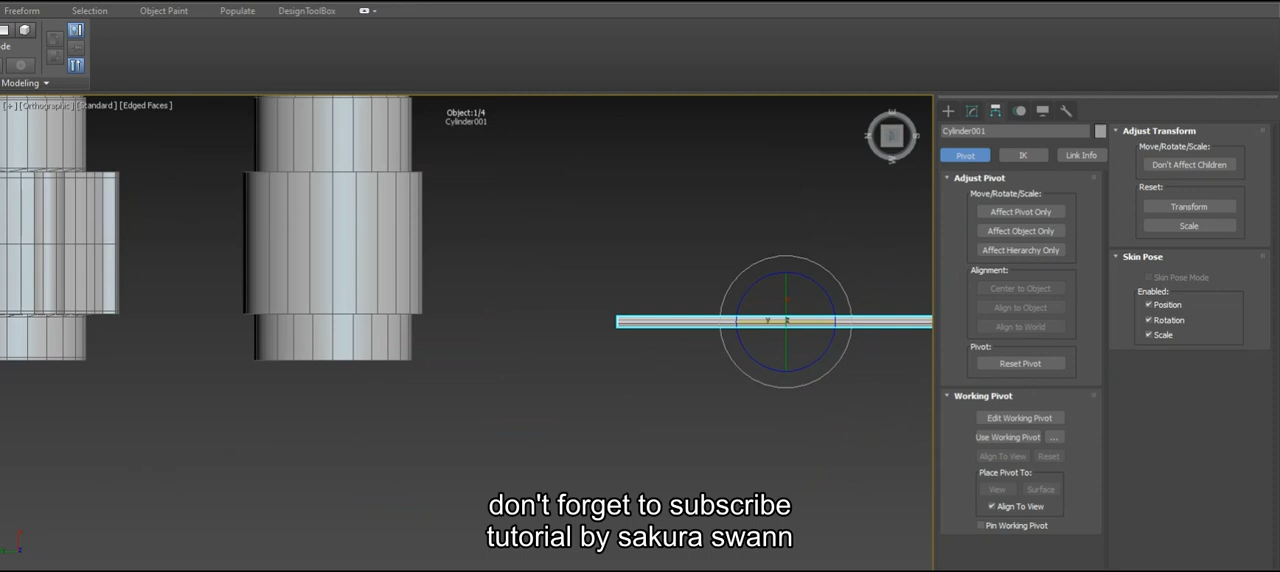 Freeform Selection Object Paint Populate DesignToolBox
de
Modeling
[+] [Orthographic] [Standard] [Edged Faces]
Object:1/4
Cylinder001
Cylinder001
Pivot IK Link Info
Adjust Pivot
Move/Rotate/Scale:
Affect Pivot Only
Affect Object Only
Affect Hierarchy Only
Alignment:
Center to Object
Align to Object
Align to World
Pivot:
Reset Pivot
Working Pivot
Edit Working Pivot
Use Working Pivot ...
Align To View Reset
Place Pivot To:
View Surface
Align To View
Pin Working Pivot
Adjust Transform
Move/Rotate/Scale:
Don't Affect Children
Reset:
Transform
Scale
Skin Pose
Skin Pose Mode
Enabled:
Position
Rotation
Scale
don't forget to subscribe
tutorial by sakura swann